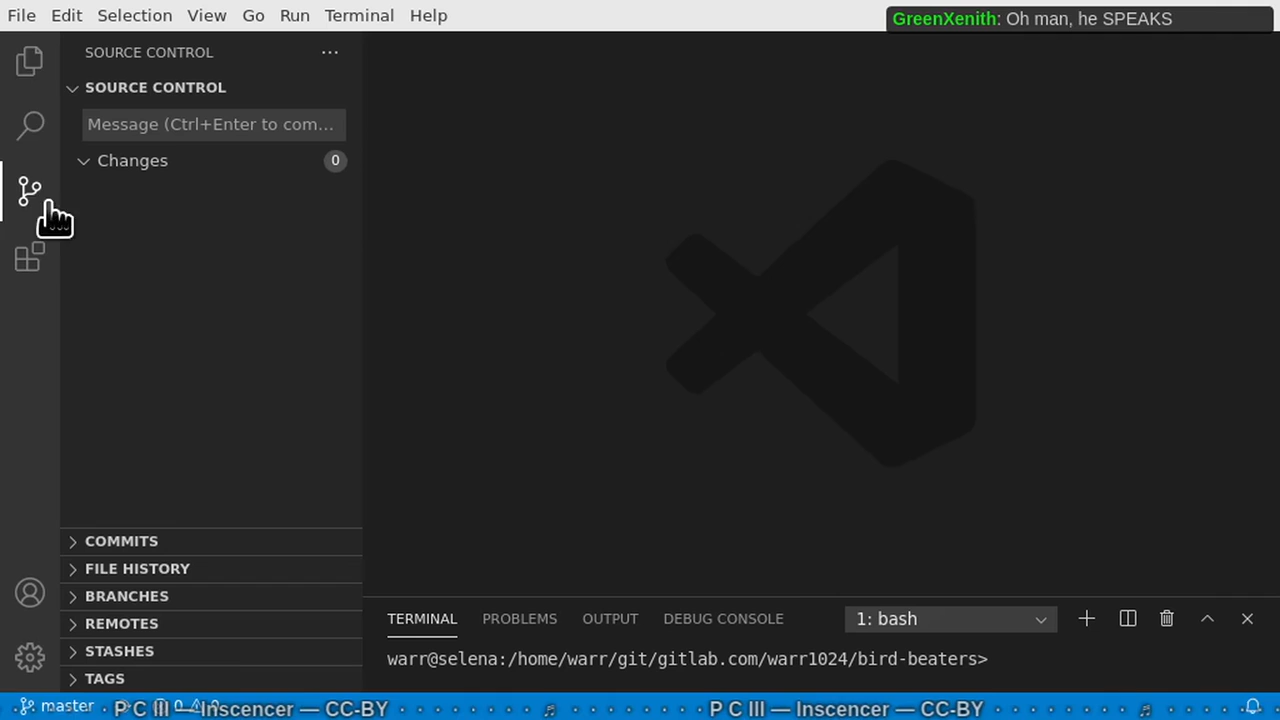 File Edit Selection View Go Run Terminal Help
GreenXenith: Oh man, he SPEAKS
SOURCE CONTROL ...
SOURCE CONTROL
Message (Ctrl+Enter to com...
Changes 0
COMMITS
FILE HISTORY
BRANCHES
REMOTES
STASHES
TAGS
TERMINAL PROBLEMS OUTPUT DEBUG CONSOLE 1: bash
warr@selena:/home/warr/git/gitlab.com/warr1024/bird-beaters>
master 0 0
P C III — Inscencer — CC-BY P C III — Inscencer — CC-BY